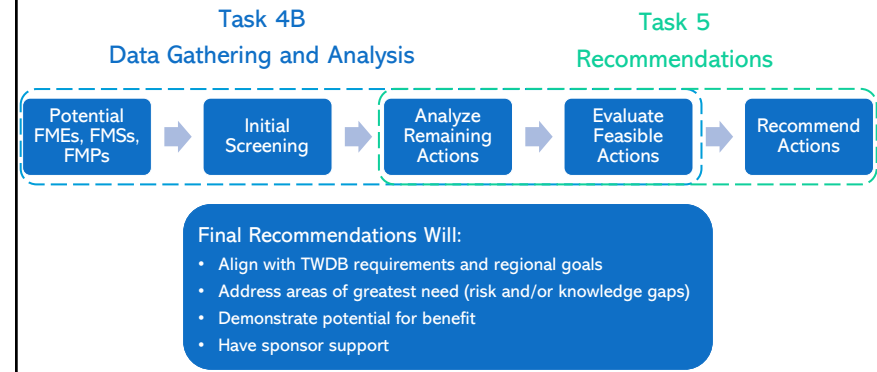 Task 4B
Data Gathering and Analysis
Task 5
Recommendations
Potential
FMEs, FMSs,
FMPs
Initial
Screening
Analyze
Remaining
Actions
Evaluate
Feasible
Actions
Recommend
Actions
Final Recommendations Will:
• Align with TWDB requirements and regional goals
• Address areas of greatest need (risk and/or knowledge gaps)
• Demonstrate potential for benefit
• Have sponsor support